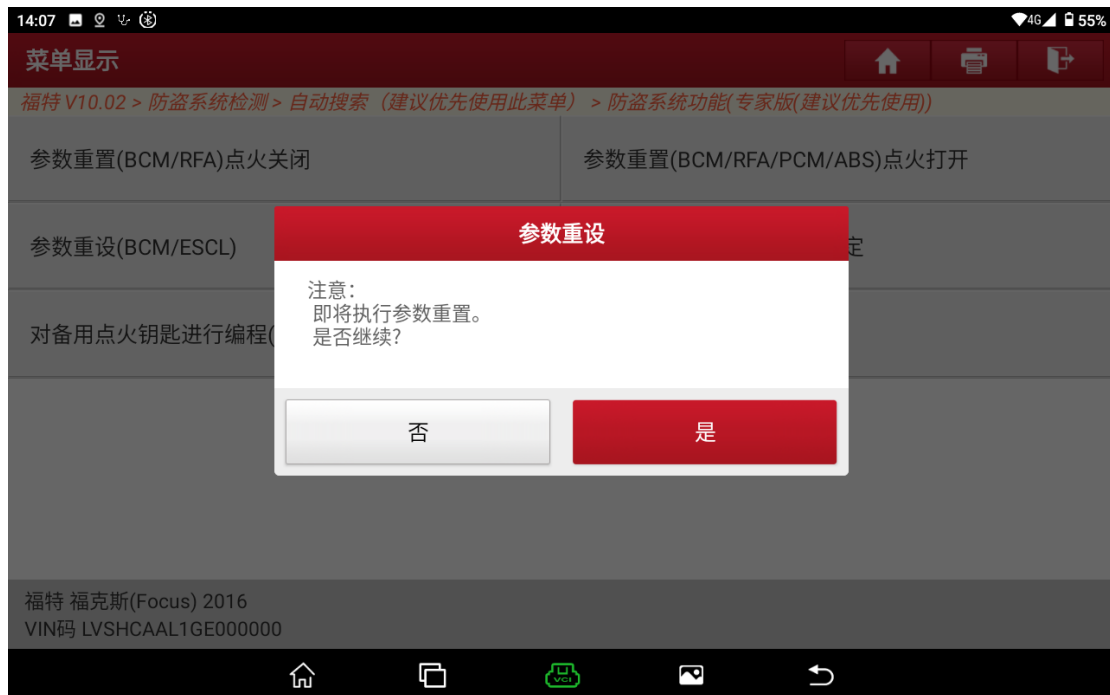 14:07
4G 55%
菜单显示
福特 V10.02 > 防盗系统检测 > 自动搜索（建议优先使用此菜单） > 防盗系统功能(专家版(建议优先使用))
参数重置(BCM/RFA)点火关闭
参数重置(BCM/RFA/PCM/ABS)点火打开
参数重设(BCM/ESCL)
定
对备用点火钥匙进行编程(
参数重设
注意：
即将执行参数重置。
是否继续?
否
是
福特 福克斯(Focus) 2016
VIN码 LVSHCAAL1GE000000
VCI